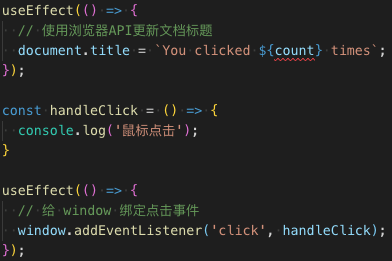 useEffect(() => {
  // 使用浏览器API更新文档标题
  document.title = `You clicked ${count} times`;
});

const handleClick = () => {
  console.log('鼠标点击');
}

useEffect(() => {
  // 给 window 绑定点击事件
  window.addEventListener('click', handleClick);
});